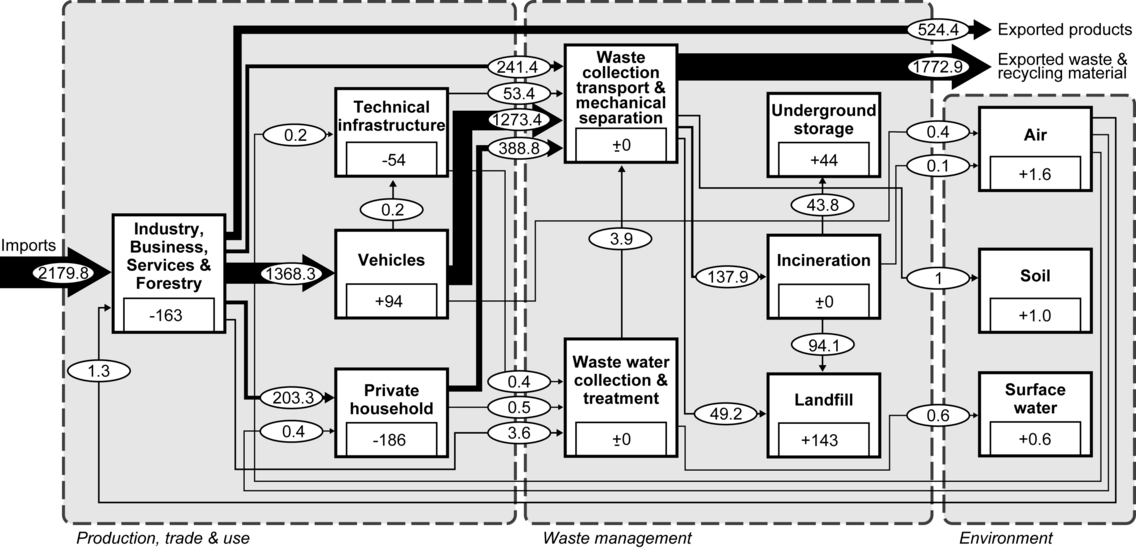 524.4
Exported products
241.4
1772.9
Exported waste &
recycling material
Waste
collection
transport &
mechanical
separation
±0
53.4
1273.4
388.8
Technical
infrastructure
-54
0.2
0.2
Underground
storage
+44
43.8
0.4
0.1
Air
+1.6
Imports
2179.8
Industry,
Business,
Services &
Forestry
-163
1368.3
Vehicles
+94
3.9
137.9
Incineration
±0
94.1
1
Soil
+1.0
1.3
203.3
0.4
Private
household
-186
0.4
0.5
3.6
Waste water
collection &
treatment
±0
49.2
Landfill
+143
0.6
Surface
water
+0.6
Production, trade & use
Waste management
Environment